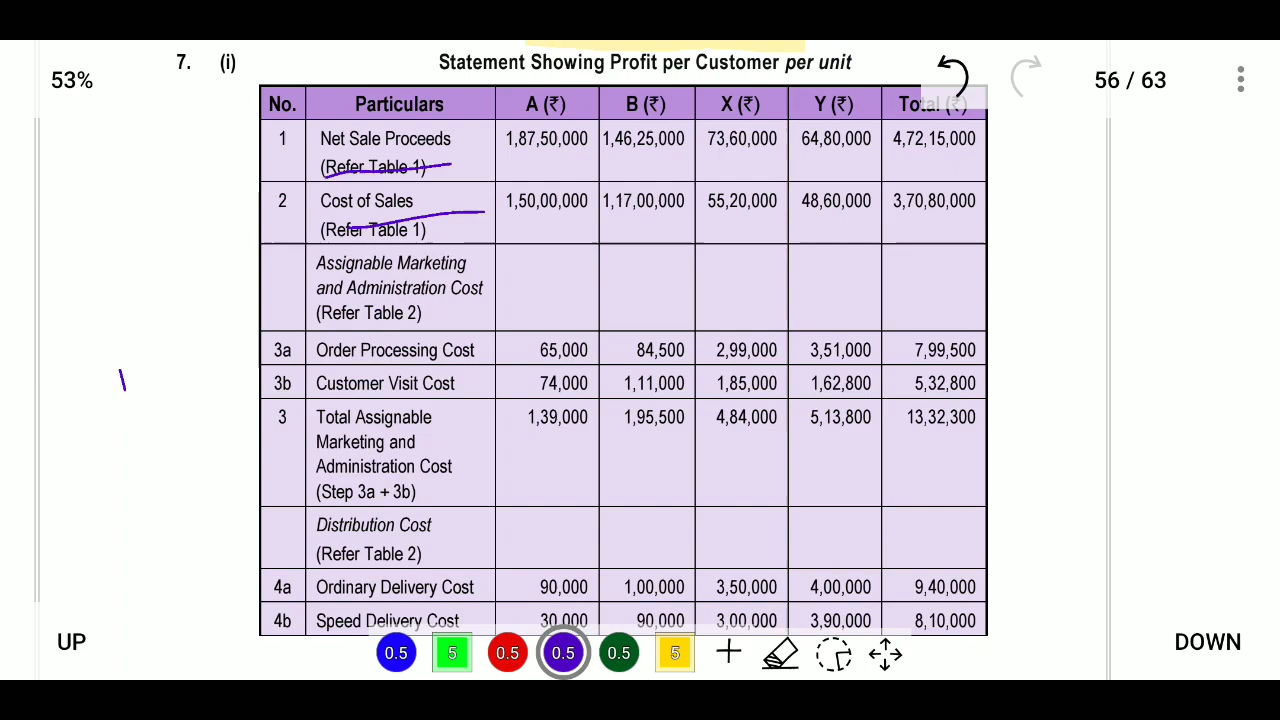 7. (i) Statement Showing Profit per Customer per unit
53% 56 / 63
No. Particulars A (₹) B (₹) X (₹) Y (₹) Total (₹)
1 Net Sale Proceeds 1,87,50,000 1,46,25,000 73,60,000 64,80,000 4,72,15,000
(Refer Table 1)
2 Cost of Sales 1,50,00,000 1,17,00,000 55,20,000 48,60,000 3,70,80,000
(Refer Table 1)
Assignable Marketing
and Administration Cost
(Refer Table 2)
3a Order Processing Cost 65,000 84,500 2,99,000 3,51,000 7,99,500
3b Customer Visit Cost 74,000 1,11,000 1,85,000 1,62,800 5,32,800
3 Total Assignable 1,39,000 1,95,500 4,84,000 5,13,800 13,32,300
Marketing and
Administration Cost
(Step 3a + 3b)
Distribution Cost
(Refer Table 2)
4a Ordinary Delivery Cost 90,000 1,00,000 3,50,000 4,00,000 9,40,000
4b Speed Delivery Cost 30,000 90,000 3,00,000 3,90,000 8,10,000
UP 0.5 5 0.5 0.5 0.5 5 DOWN